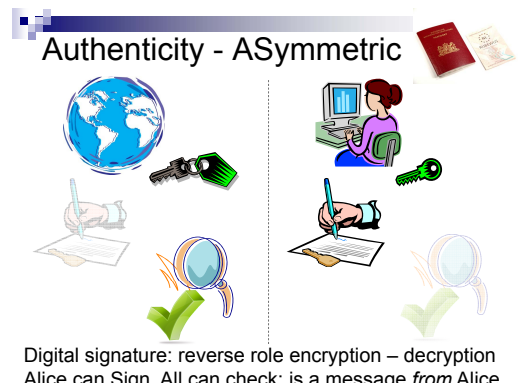 Authenticity - ASymmetric
Digital signature: reverse role encryption – decryption
Alice can Sign. All can check: is a message from Alice